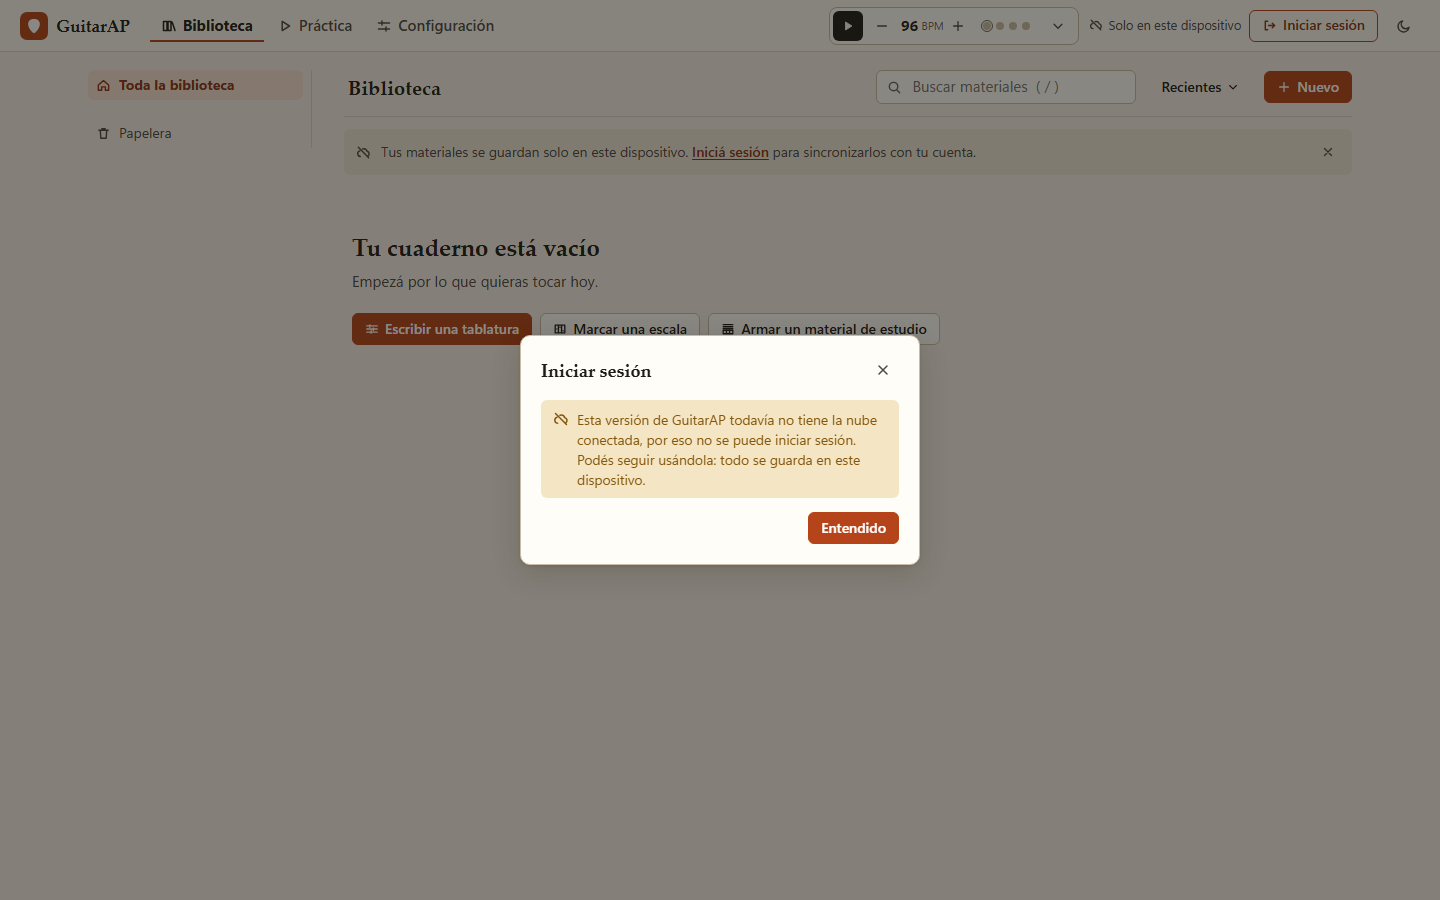 GuitarAP
Biblioteca
Práctica
Configuración
96 BPM
Solo en este dispositivo
Iniciar sesión
Toda la biblioteca
Papelera
Biblioteca
Buscar materiales ( / )
Recientes
Nuevo
Tus materiales se guardan solo en este dispositivo. Iniciá sesión para sincronizarlos con tu cuenta.
Tu cuaderno está vacío
Empezá por lo que quieras tocar hoy.
Escribir una tablatura
Marcar una escala
Armar un material de estudio
Iniciar sesión
Esta versión de GuitarAP todavía no tiene la nube
conectada, por eso no se puede iniciar sesión.
Podés seguir usándola: todo se guarda en este
dispositivo.
Entendido